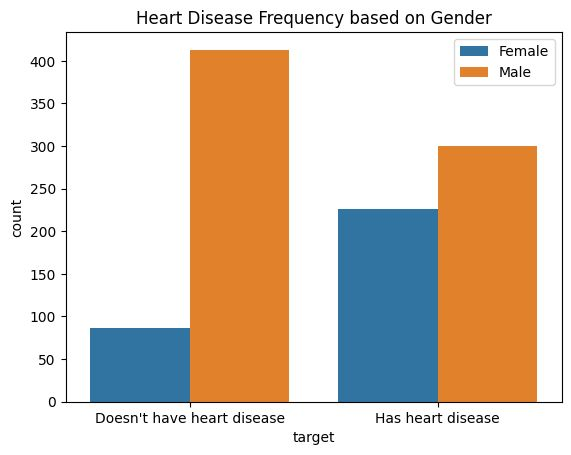 Heart Disease Frequency based on Gender
Female
Male
400
350
300
250
200
150
100
50
0
count
Doesn't have heart disease
Has heart disease
target